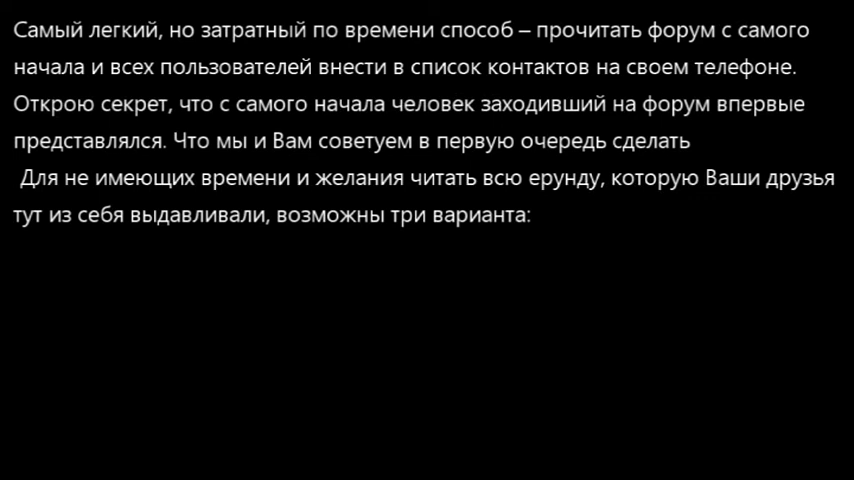 Самый легкий, но затратный по времени способ – прочитать форум с самого
начала и всех пользователей внести в список контактов на своем телефоне.
Открою секрет, что с самого начала человек заходивший на форум впервые
представлялся. Что мы и Вам советуем в первую очередь сделать
Для не имеющих времени и желания читать всю ерунду, которую Ваши друзья
тут из себя выдавливали, возможны три варианта: